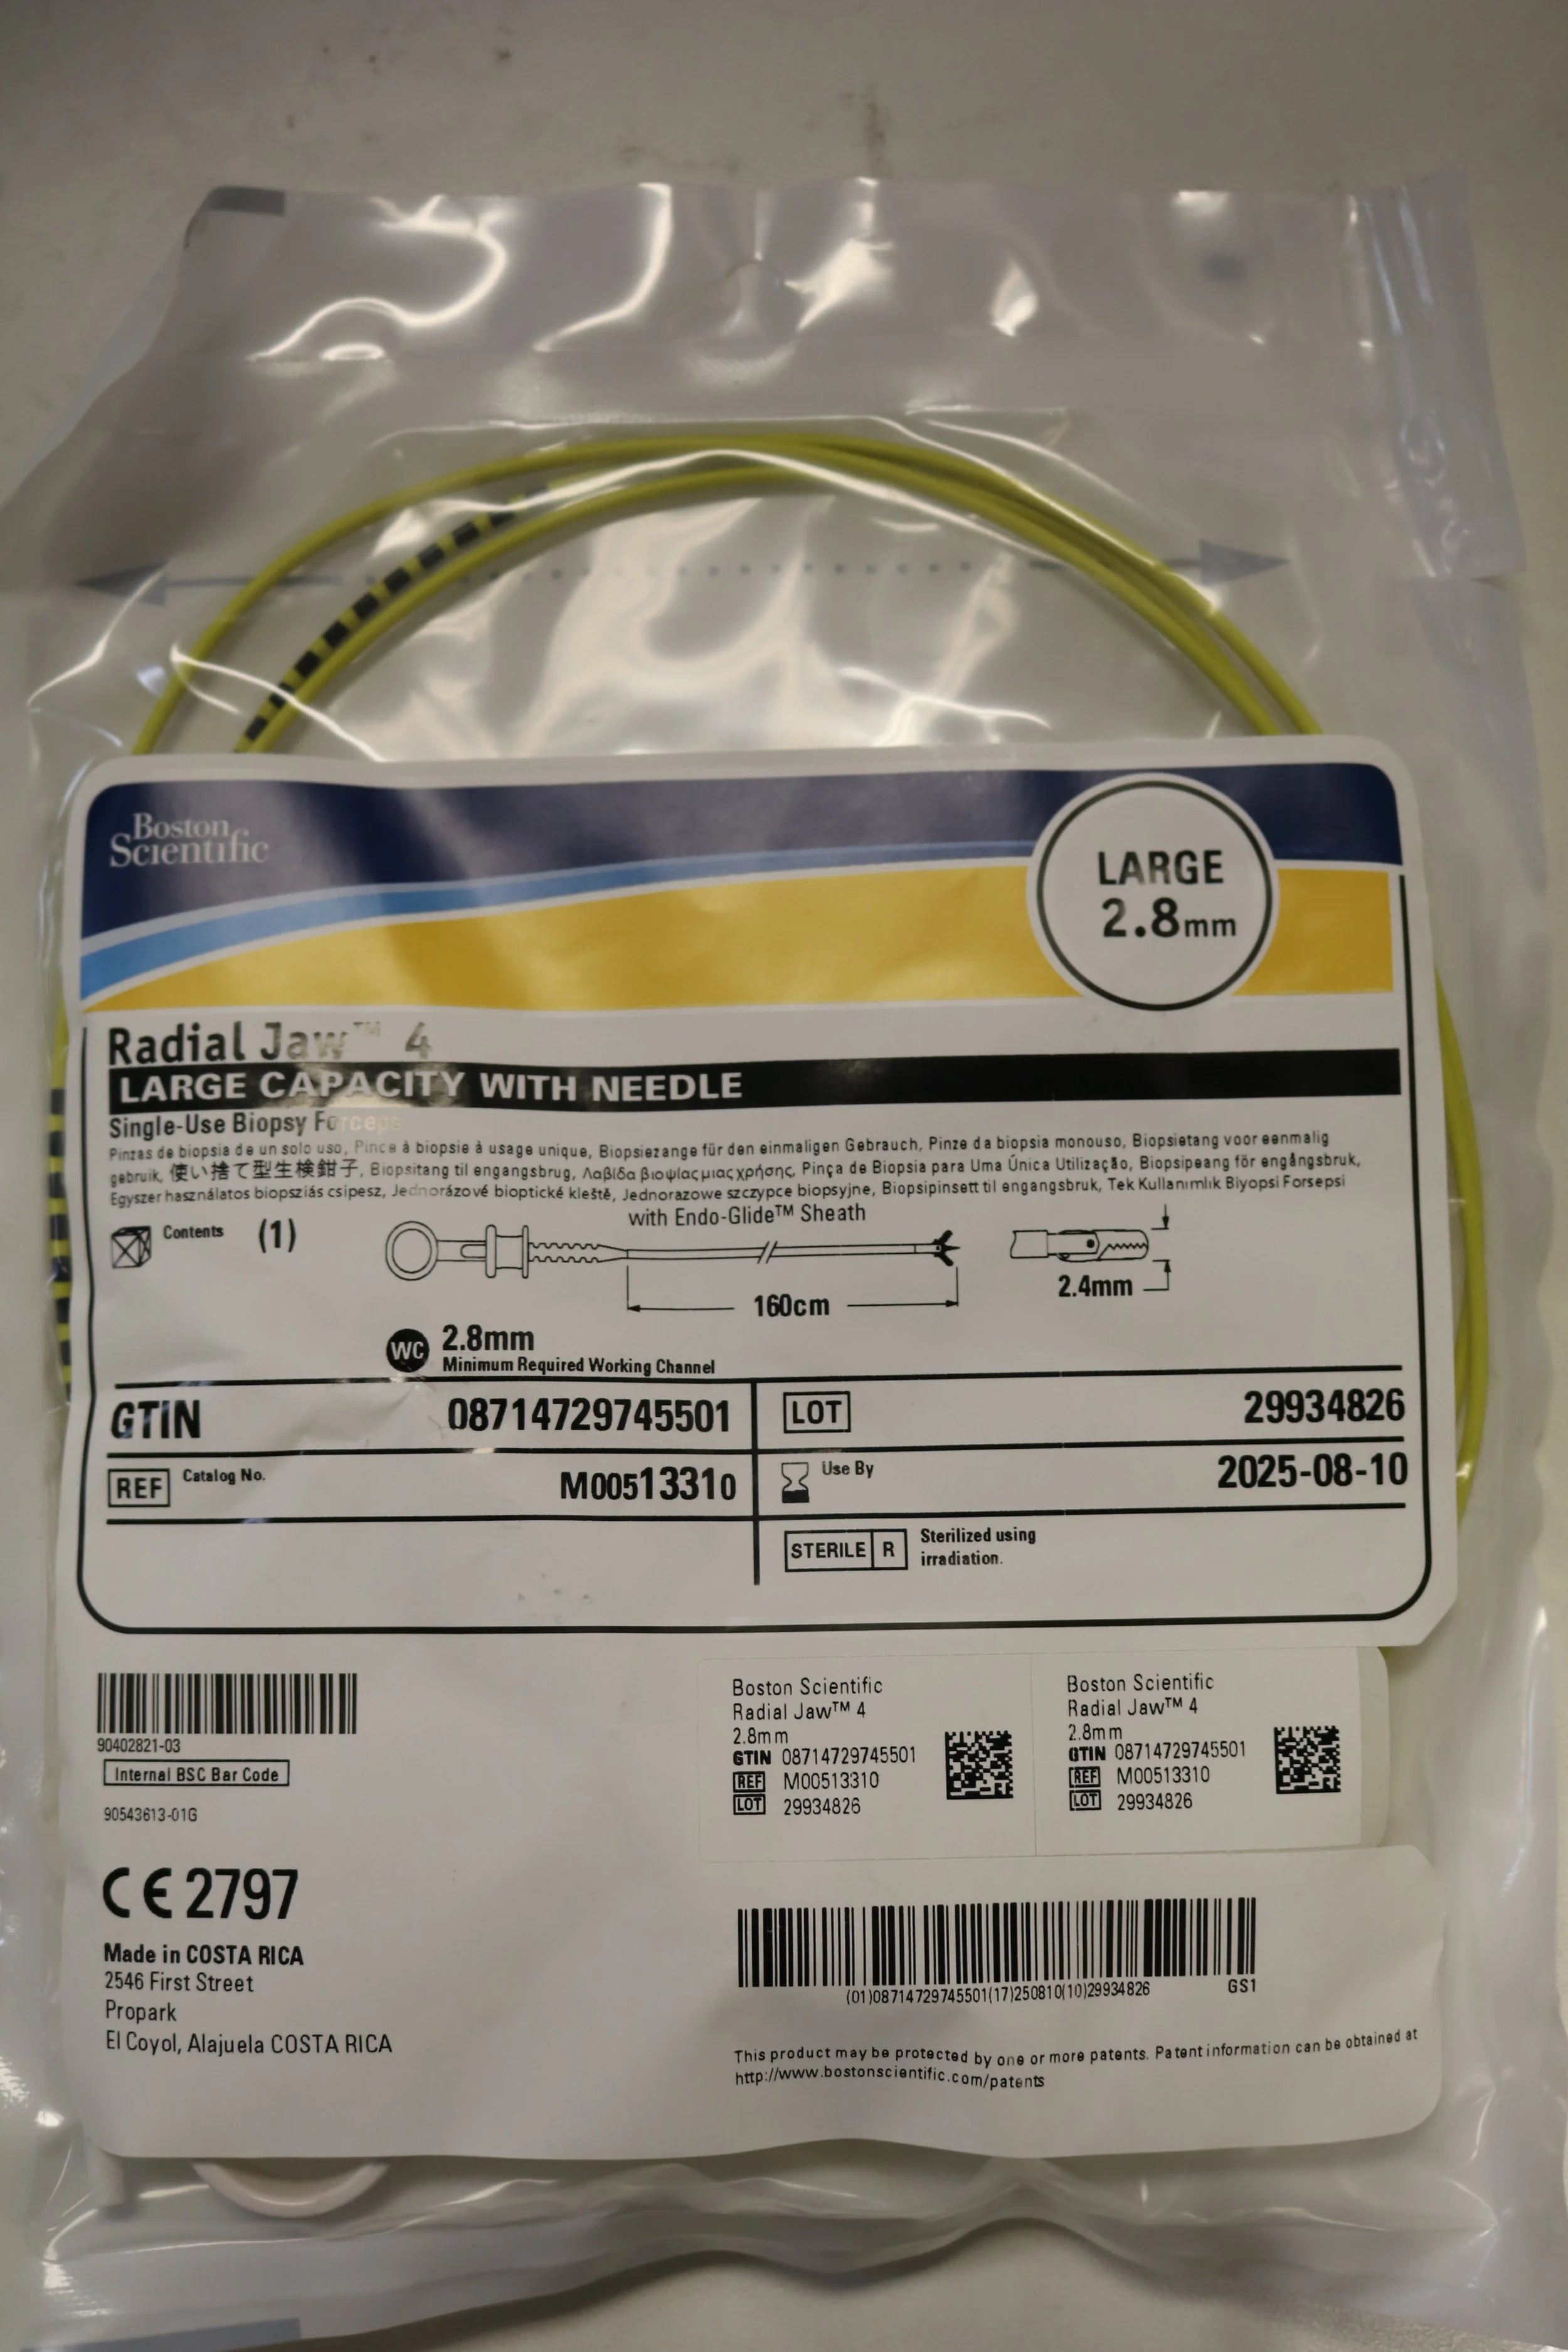 Boston
Scientific
LARGE
2.8mm
Radial Jaw™ 4
LARGE CAPACITY WITH NEEDLE
Single-Use Biopsy Forceps
Pinzas de biopsia de un solo uso, Pince à biopsie à usage unique, Biopsiezange für den einmaligen Gebrauch, Pinze da biopsia monouso, Biopsietang voor eenmalig
gebruik, 使い捨て型生検鉗子, Biopsitang til engangsbrug, Λαβίδα βιοψίας μιας χρήσης, Pinça de Biopsia para Uma Única Utilização, Biopsipeang för engångsbruk,
Egyszer használatos biopsziás csipesz, Jednorázové bioptické kleště, Jednorazowe szczypce biopsyjne, Biopsipinsett til engangsbruk, Tek Kullanımlık Biyopsi Forsepsi
with Endo-Glide™ Sheath
Contents (1)
160cm
2.4mm
WC 2.8mm
Minimum Required Working Channel
GTIN 08714729745501
LOT 29934826
REF Catalog No. M00513310
Use By 2025-08-10
STERILE R Sterilized using
irradiation.
90402821-03
Internal BSC Bar Code
90543613-01G
CE 2797
Made in COSTA RICA
2546 First Street
Propark
El Coyol, Alajuela COSTA RICA
Boston Scientific
Radial Jaw™ 4
2.8mm
GTIN 08714729745501
REF M00513310
LOT 29934826
Boston Scientific
Radial Jaw™ 4
2.8mm
GTIN 08714729745501
REF M00513310
LOT 29934826
(01)08714729745501(17)250810(10)29934826
GS1
This product may be protected by one or more patents. Patent information can be obtained at
http://www.bostonscientific.com/patents